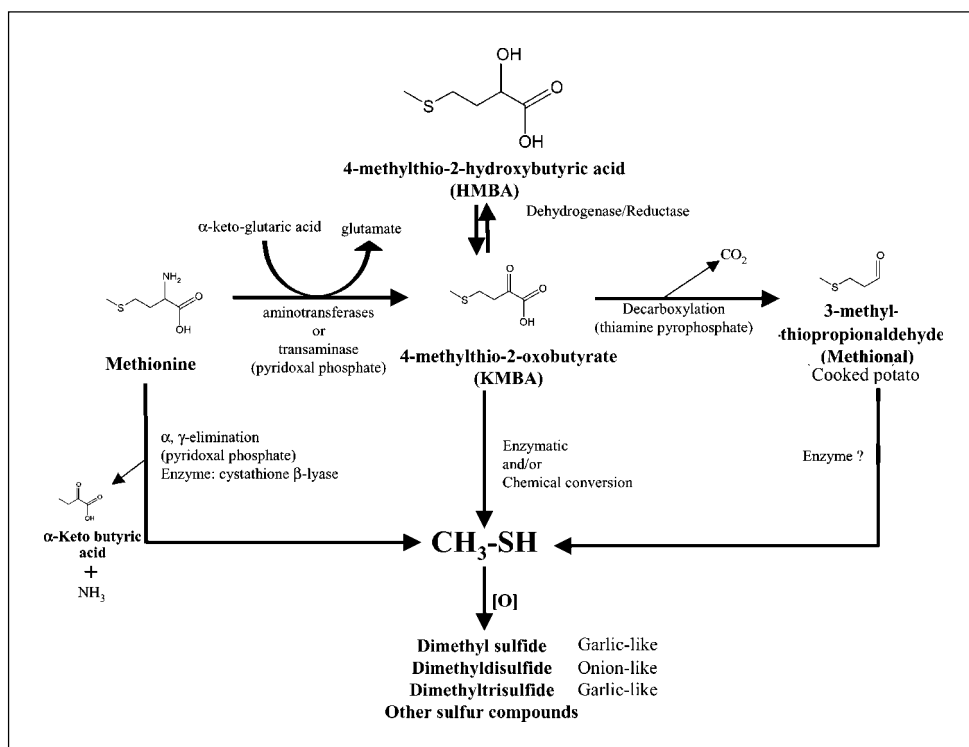 OH
O
S
OH
4-methylthio-2-hydroxybutyric acid
(HMBA)
Dehydrogenase/Reductase
α-keto-glutaric acid
glutamate
CO2
NH2
S
O
OH
Methionine
aminotransferases
or
transaminase
(pyridoxal phosphate)
O
S
O
OH
4-methylthio-2-oxobutyrate
(KMBA)
Decarboxylation
(thiamine pyrophosphate)
O
S
3-methyl-
-thiopropionaldehyde
(Methional)
Cooked potato
α, γ-elimination
(pyridoxal phosphate)
Enzyme: cystathione β-lyase
O
O
OH
α-Keto butyric
acid
+
NH3
Enzymatic
and/or
Chemical conversion
Enzyme ?
CH3-SH
[O]
Dimethyl sulfide Garlic-like
Dimethyldisulfide Onion-like
Dimethyltrisulfide Garlic-like
Other sulfur compounds